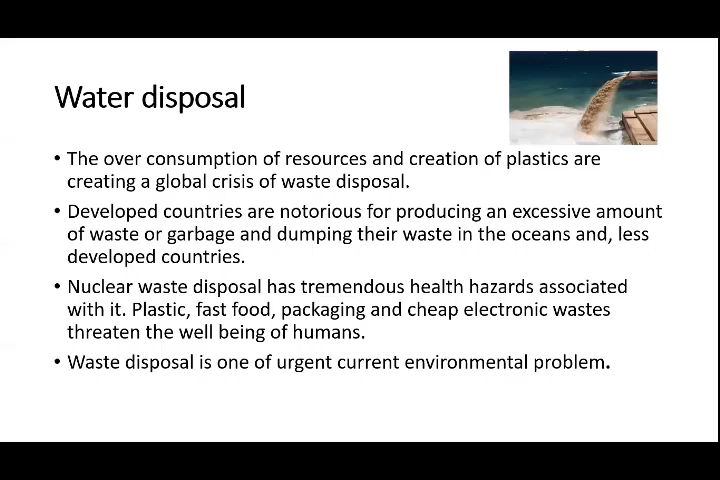 Water disposal
• The over consumption of resources and creation of plastics are
creating a global crisis of waste disposal.
• Developed countries are notorious for producing an excessive amount
of waste or garbage and dumping their waste in the oceans and, less
developed countries.
• Nuclear waste disposal has tremendous health hazards associated
with it. Plastic, fast food, packaging and cheap electronic wastes
threaten the well being of humans.
• Waste disposal is one of urgent current environmental problem.